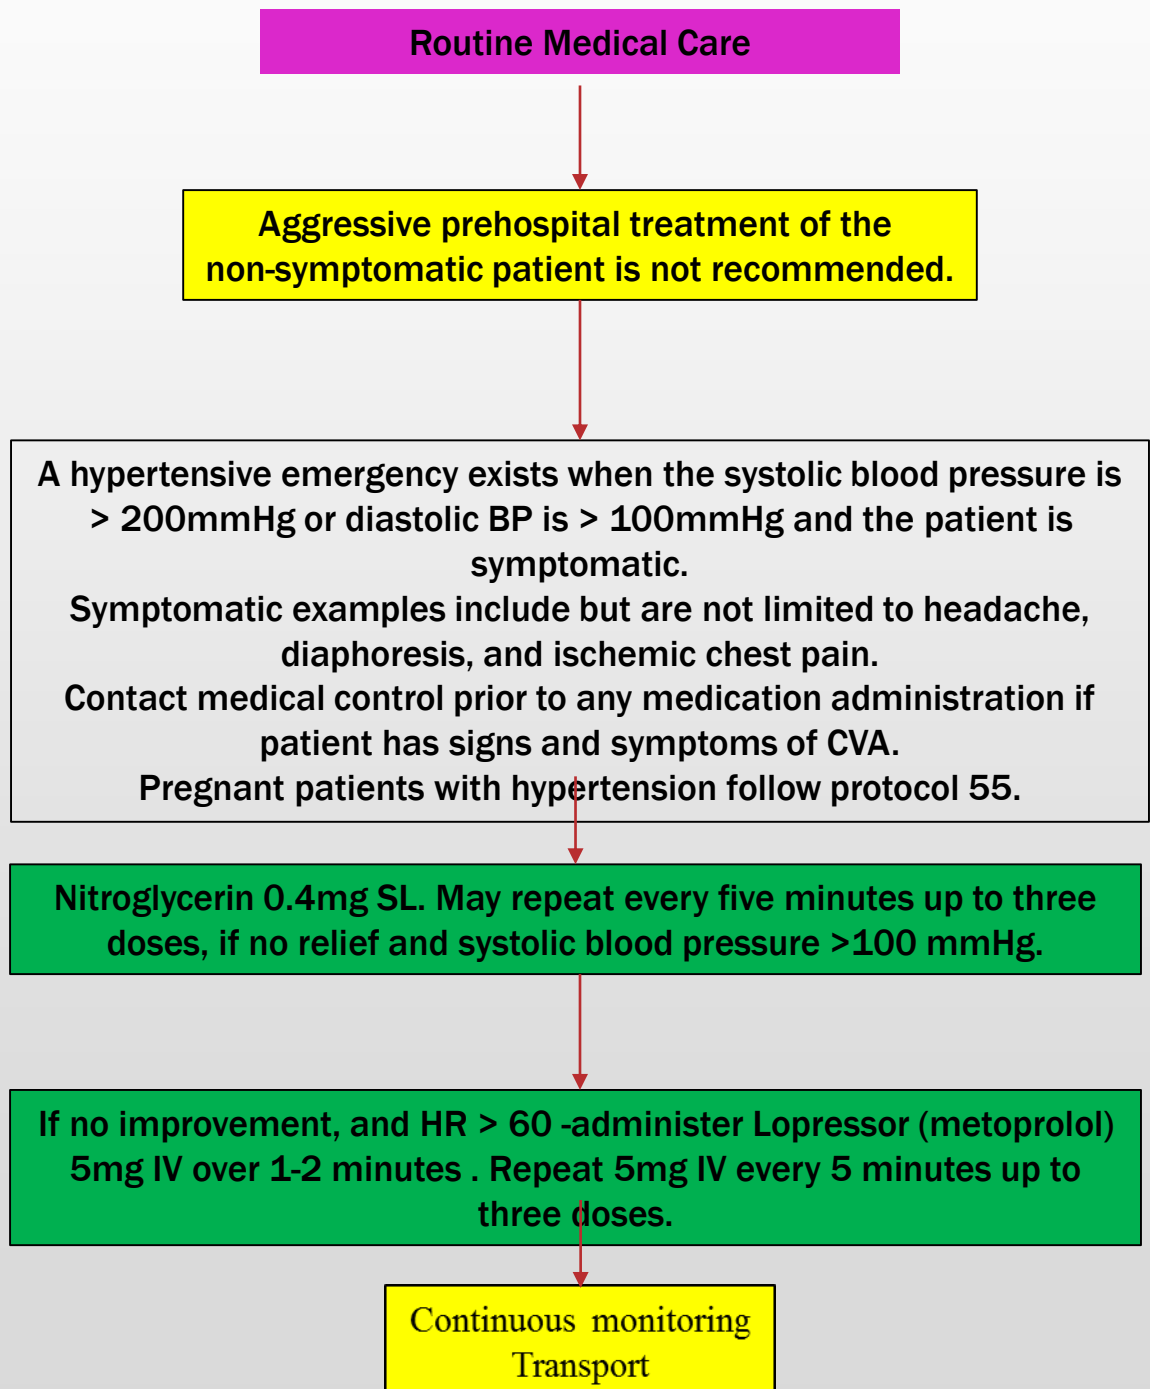 Routine Medical Care
Aggressive prehospital treatment of the
non-symptomatic patient is not recommended.
A hypertensive emergency exists when the systolic blood pressure is
> 200mmHg or diastolic BP is > 100mmHg and the patient is
symptomatic.
Symptomatic examples include but are not limited to headache,
diaphoresis, and ischemic chest pain.
Contact medical control prior to any medication administration if
patient has signs and symptoms of CVA.
Pregnant patients with hypertension follow protocol 55.
Nitroglycerin 0.4mg SL. May repeat every five minutes up to three
doses, if no relief and systolic blood pressure >100 mmHg.
If no improvement, and HR > 60 -administer Lopressor (metoprolol)
5mg IV over 1-2 minutes . Repeat 5mg IV every 5 minutes up to
three doses.
Continuous monitoring
Transport